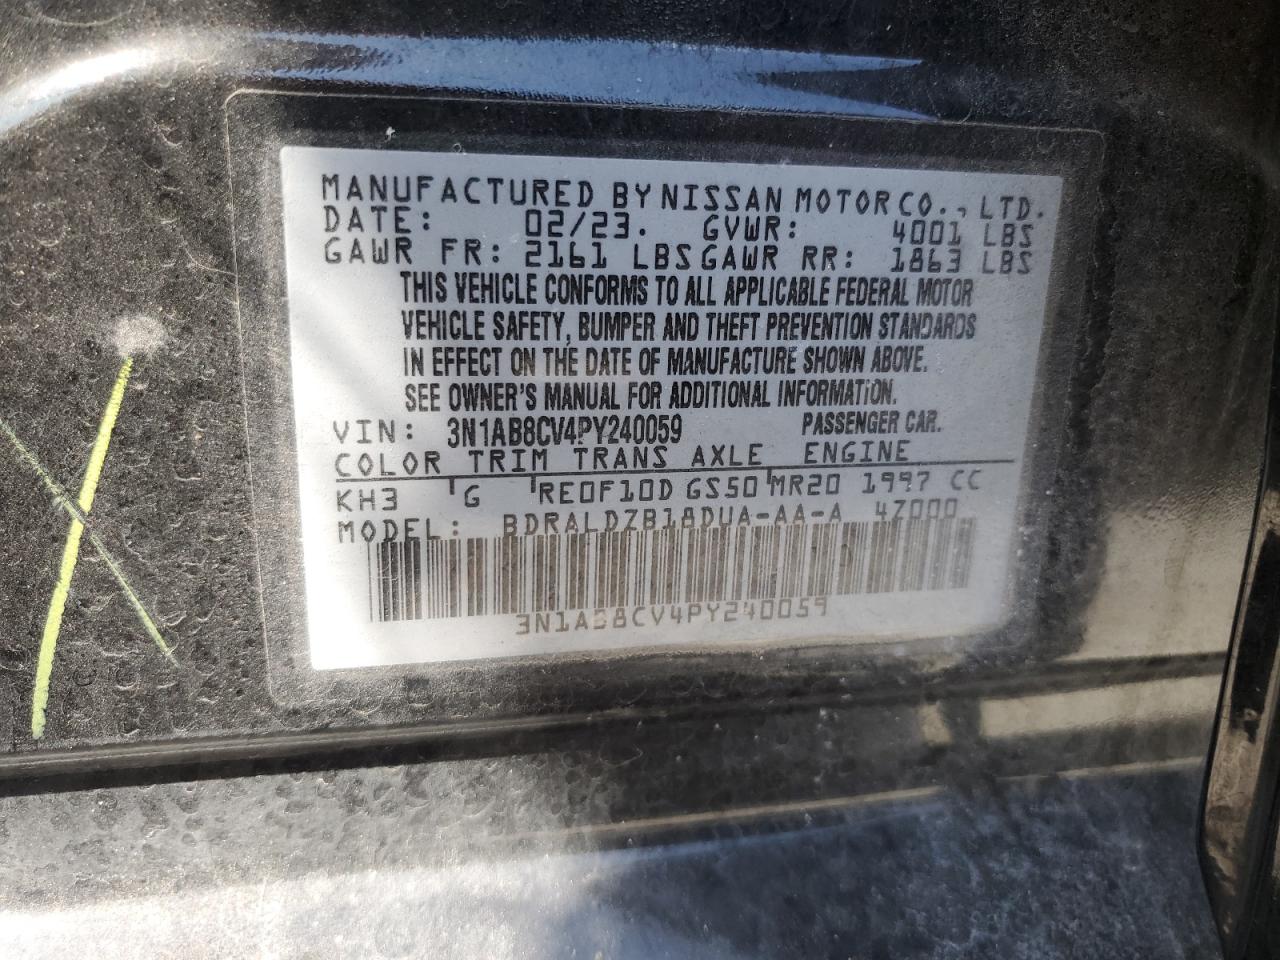 MANUFACTURED BY NISSAN MOTOR CO., LTD.
DATE: 02/23. GVWR: 4001 LBS
GAWR FR: 2161 LBS GAWR RR: 1863 LBS
THIS VEHICLE CONFORMS TO ALL APPLICABLE FEDERAL MOTOR
VEHICLE SAFETY, BUMPER AND THEFT PREVENTION STANDARDS
IN EFFECT ON THE DATE OF MANUFACTURE SHOWN ABOVE.
SEE OWNER'S MANUAL FOR ADDITIONAL INFORMATION.
VIN: 3N1AB8CV4PY240059 PASSENGER CAR.
COLOR TRIM TRANS AXLE ENGINE
KH3 G RE0F10D GS50 MR20 1997 CC
MODEL: BDRALDZB18DUA-AA-A 4Z000
3N1AB8CV4PY240059